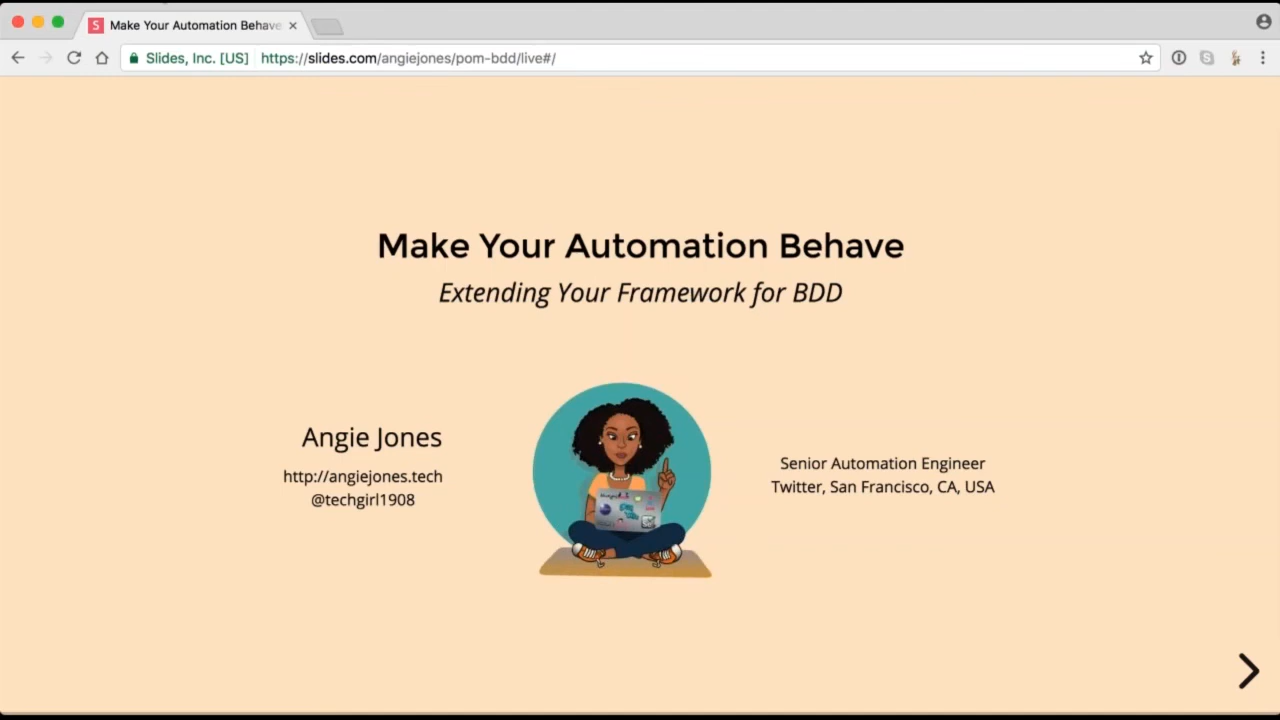 S Make Your Automation Behave
Slides, Inc. [US] https://slides.com/angiejones/pom-bdd/live#/
Make Your Automation Behave
Extending Your Framework for BDD
Angie Jones
http://angiejones.tech
@techgirl1908
Senior Automation Engineer
Twitter, San Francisco, CA, USA